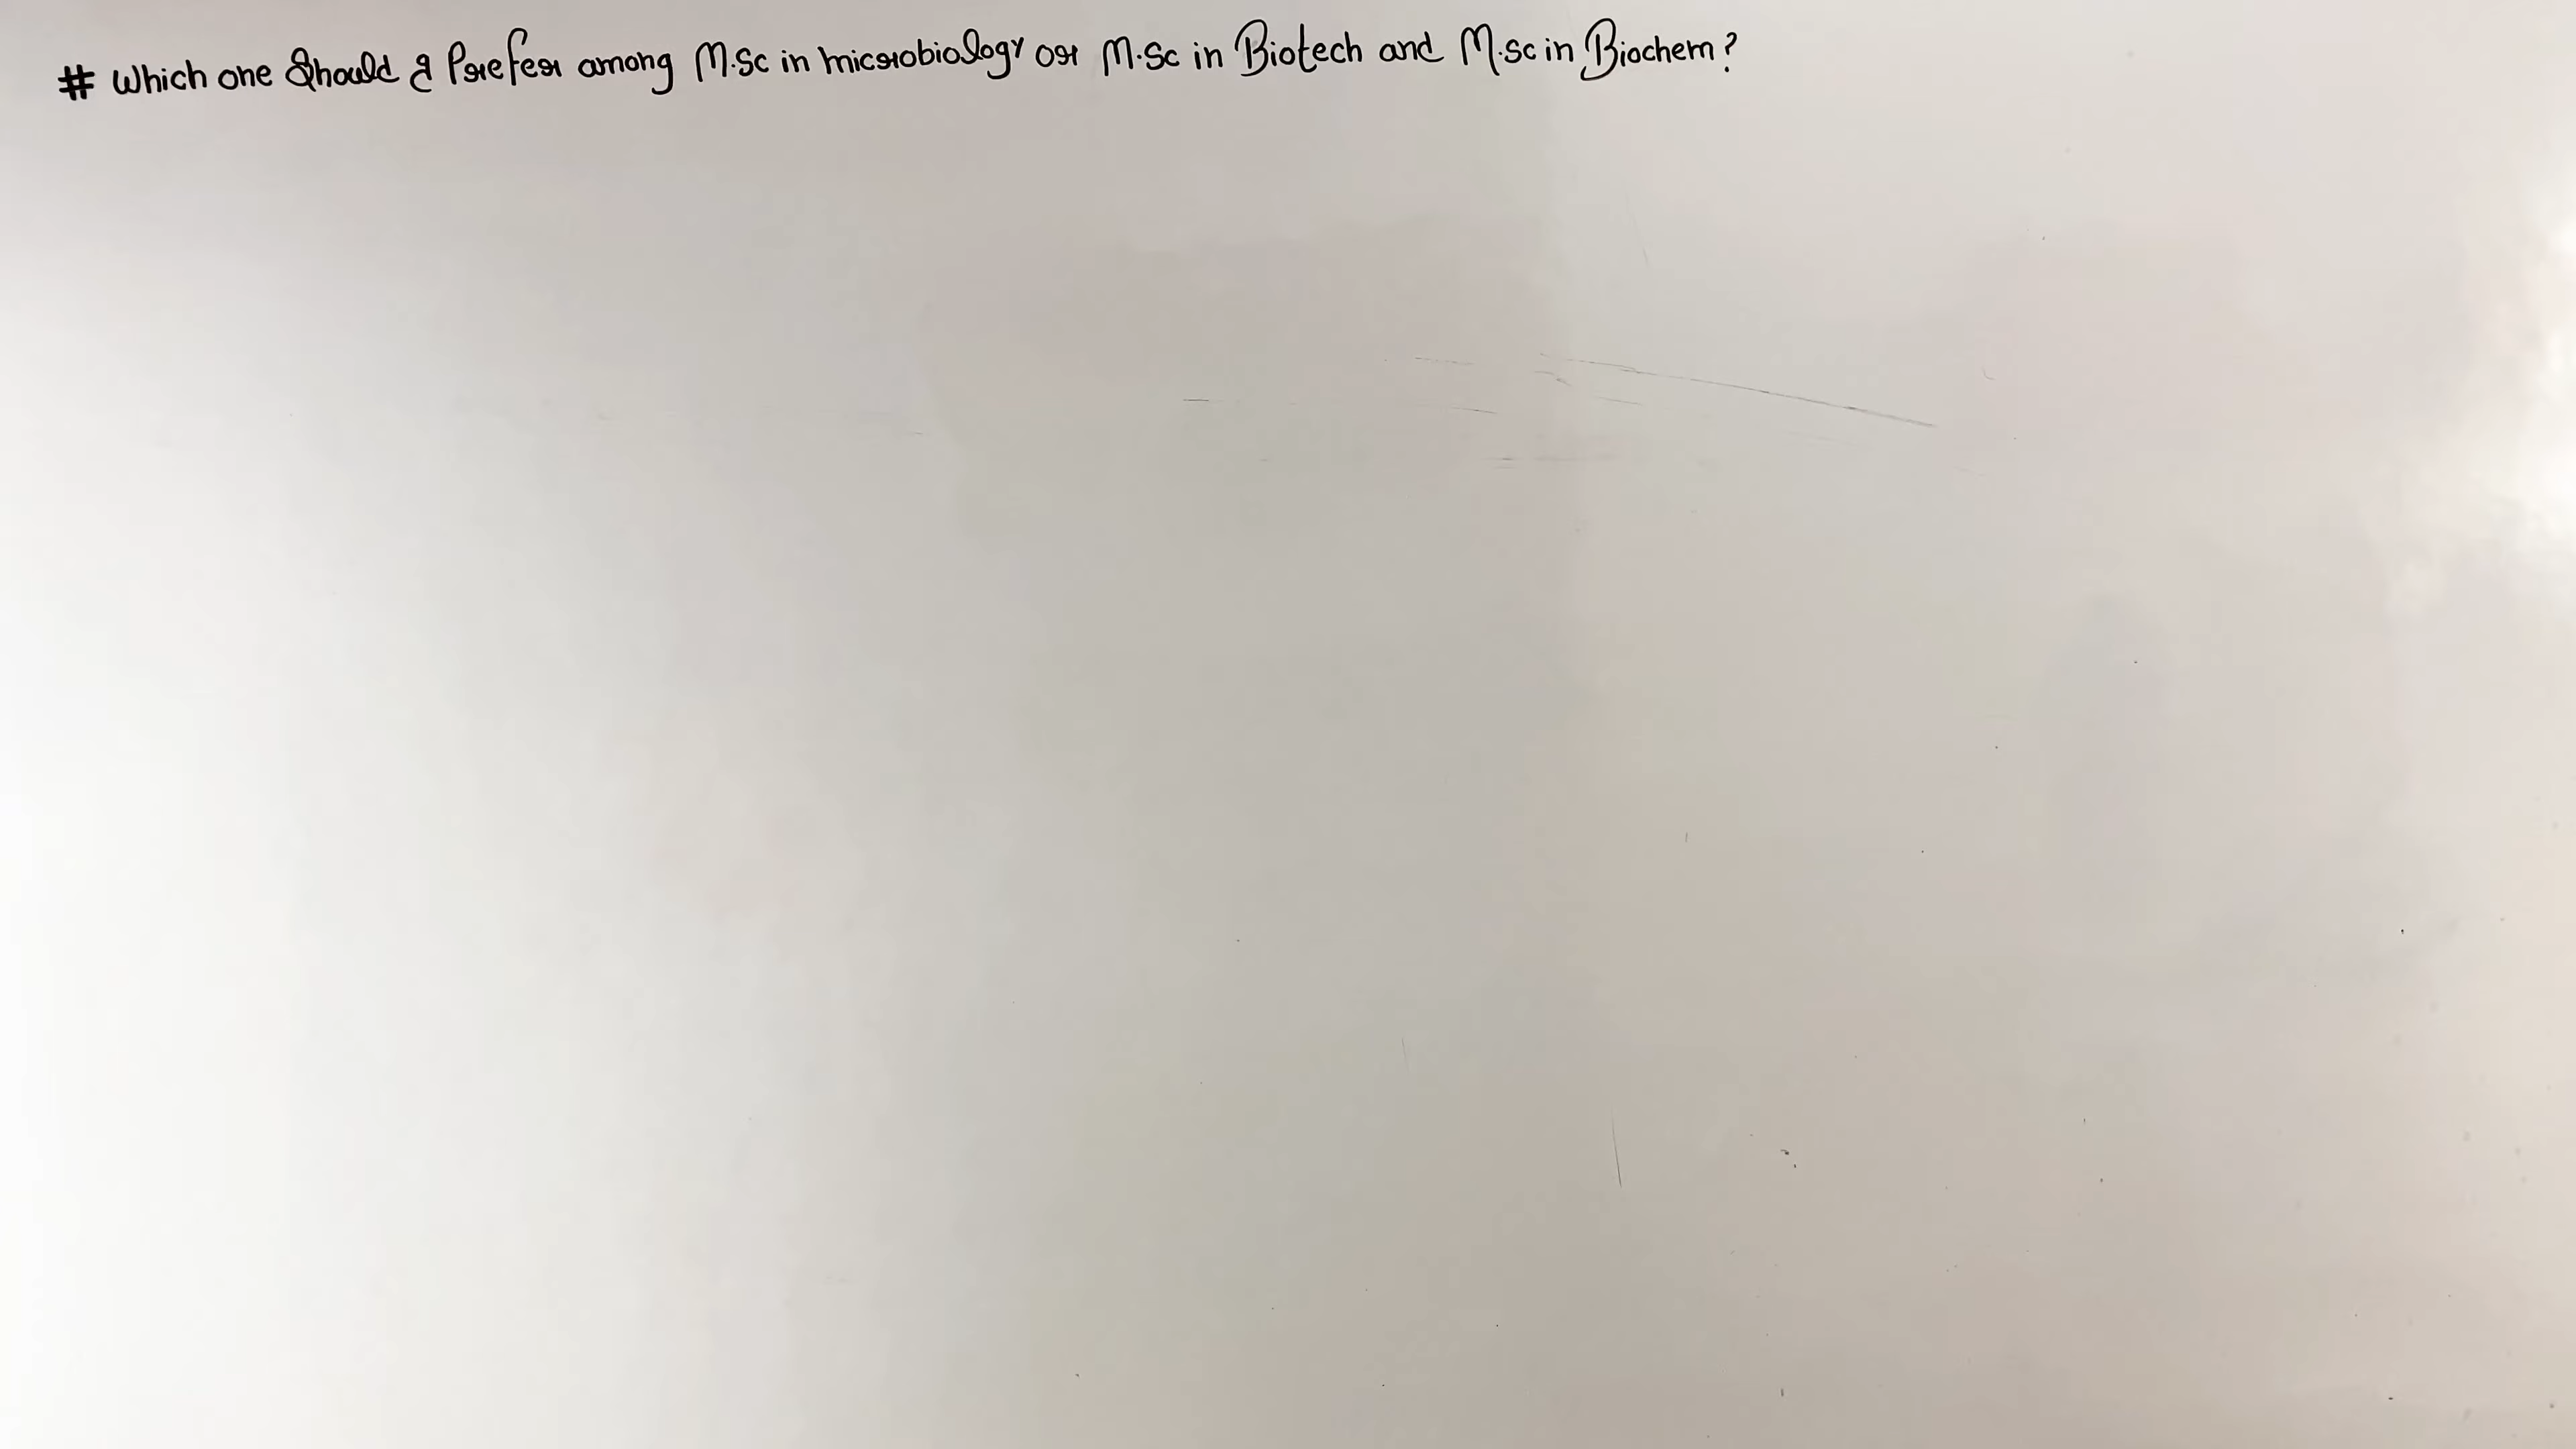 # Which one Should I Prefer among M.Sc in microbiology or M.Sc in Biotech and M.sc in Biochem?